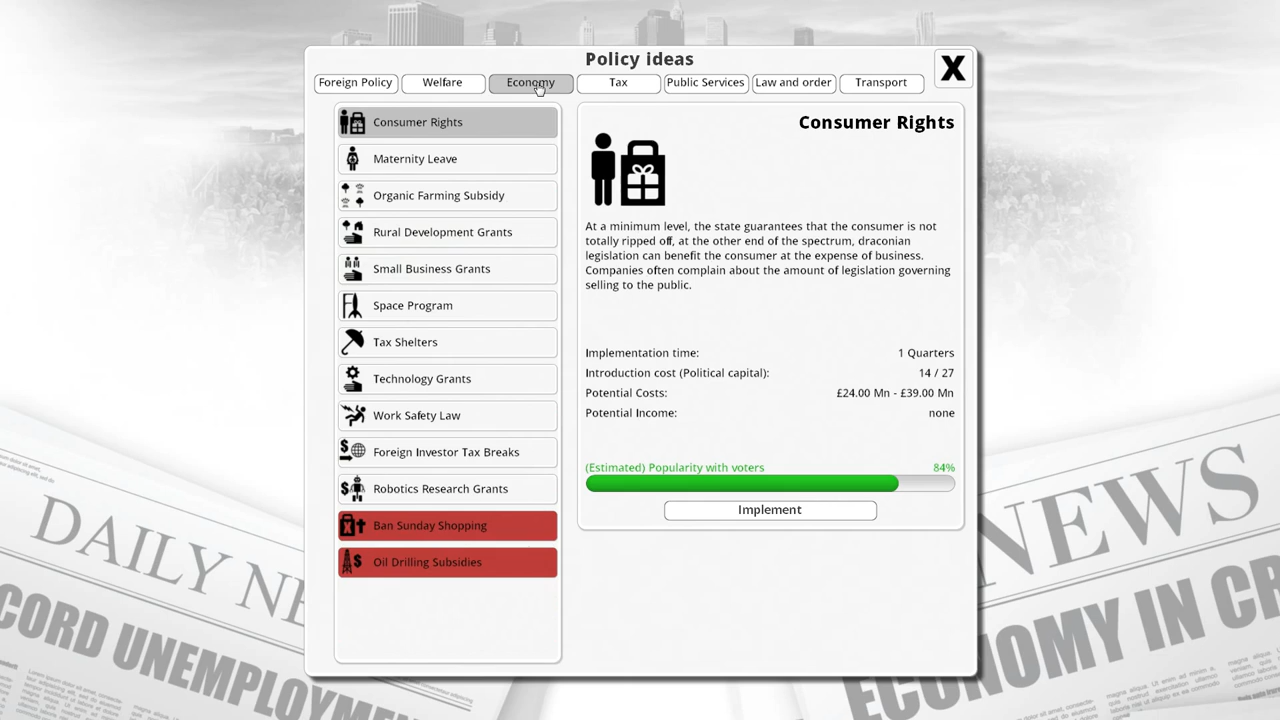 Policy ideas
X
Foreign Policy
Welfare
Economy
Tax
Public Services
Law and order
Transport
Consumer Rights
Maternity Leave
Organic Farming Subsidy
Rural Development Grants
Small Business Grants
Space Program
Tax Shelters
Technology Grants
Work Safety Law
Foreign Investor Tax Breaks
Robotics Research Grants
Ban Sunday Shopping
Oil Drilling Subsidies
Consumer Rights
At a minimum level, the state guarantees that the consumer is not
totally ripped off, at the other end of the spectrum, draconian
legislation can benefit the consumer at the expense of business.
Companies often complain about the amount of legislation governing
selling to the public.
Implementation time: 1 Quarters
Introduction cost (Political capital): 14 / 27
Potential Costs: £24.00 Mn - £39.00 Mn
Potential Income: none
(Estimated) Popularity with voters 84%
Implement
DAILY NE
CORD UNEMPLOYM
NEWS
ECONOMY IN CR